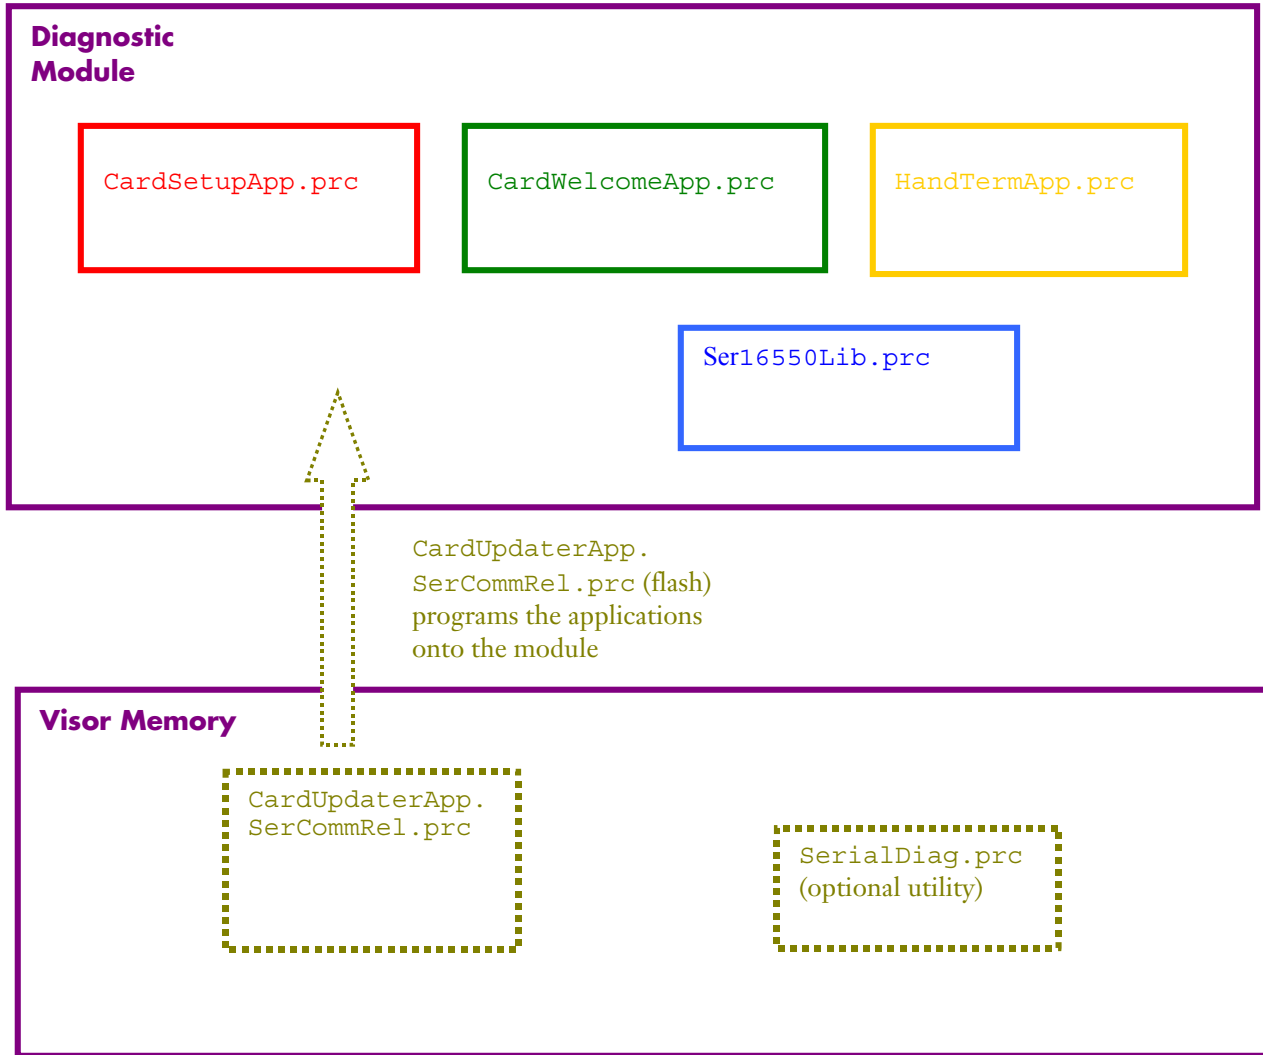 Diagnostic
Module
CardSetupApp.prc
CardWelcomeApp.prc
HandTermApp.prc
Ser16550Lib.prc
CardUpdaterApp.
SerCommRel.prc (flash)
programs the applications
onto the module
Visor Memory
CardUpdaterApp.
SerCommRel.prc
SerialDiag.prc
(optional utility)